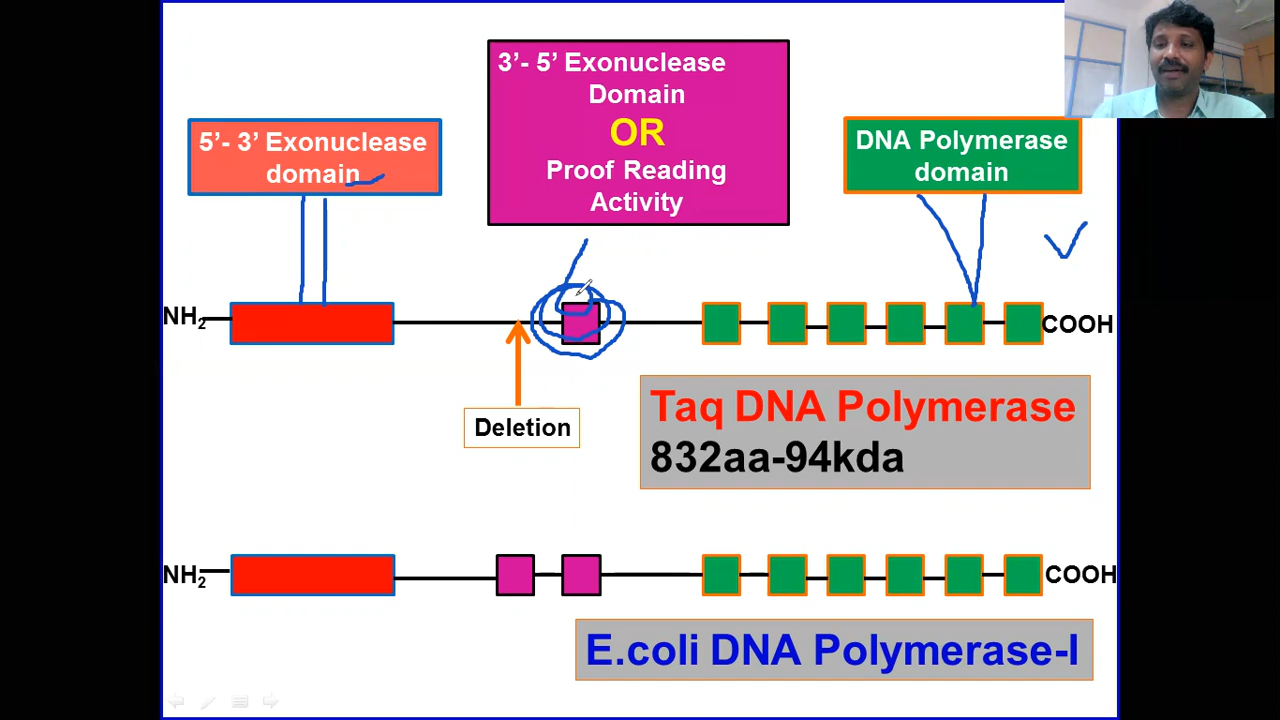 3’- 5’ Exonuclease
Domain
OR
Proof Reading
Activity
5’- 3’ Exonuclease
domain
DNA Polymerase
domain
NH2
COOH
Deletion
Taq DNA Polymerase
832aa-94kda
NH2
COOH
E.coli DNA Polymerase-I